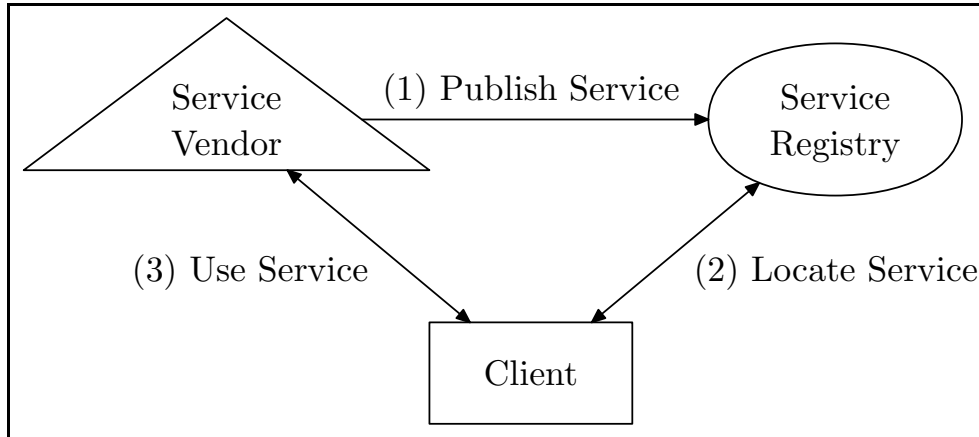 Service
Vendor
(1) Publish Service
Service
Registry
(3) Use Service
(2) Locate Service
Client